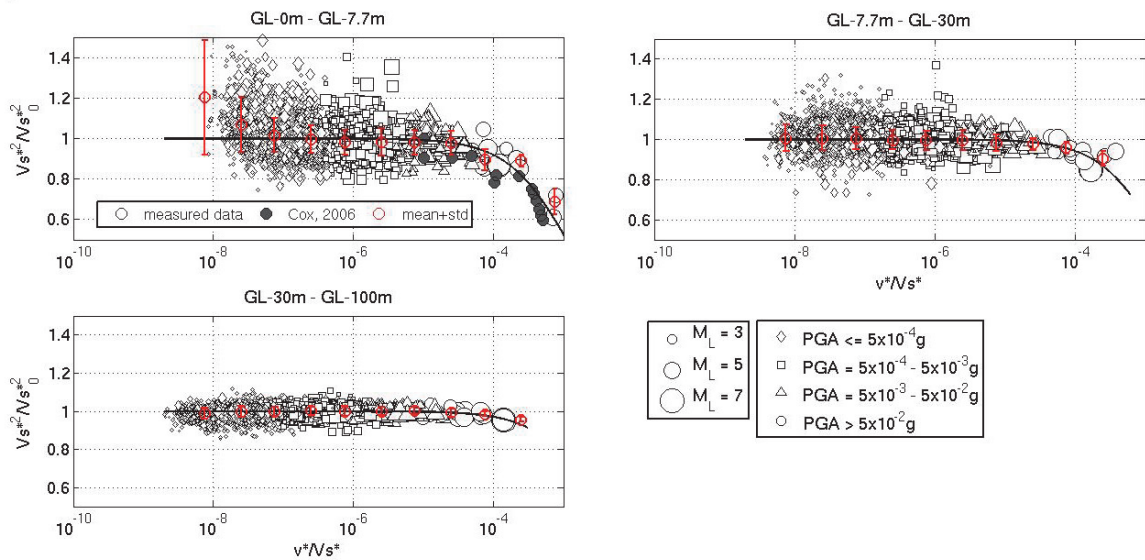 GL-0m - GL-7.7m
1.4
1.2
1
0.8
0.6
Vs*²/Vs*₀²
measured data
Cox, 2006
mean+std
10⁻¹⁰
10⁻⁸
10⁻⁶
10⁻⁴
GL-7.7m - GL-30m
1.4
1.2
1
0.8
0.6
10⁻¹⁰
10⁻⁸
10⁻⁶
10⁻⁴
v*/Vs*
GL-30m - GL-100m
1.4
1.2
1
0.8
0.6
Vs*²/Vs*₀²
10⁻¹⁰
10⁻⁸
10⁻⁶
10⁻⁴
v*/Vs*
M_L = 3
M_L = 5
M_L = 7
PGA <= 5x10⁻⁴g
PGA = 5x10⁻⁴ - 5x10⁻³g
PGA = 5x10⁻³ - 5x10⁻²g
PGA > 5x10⁻²g